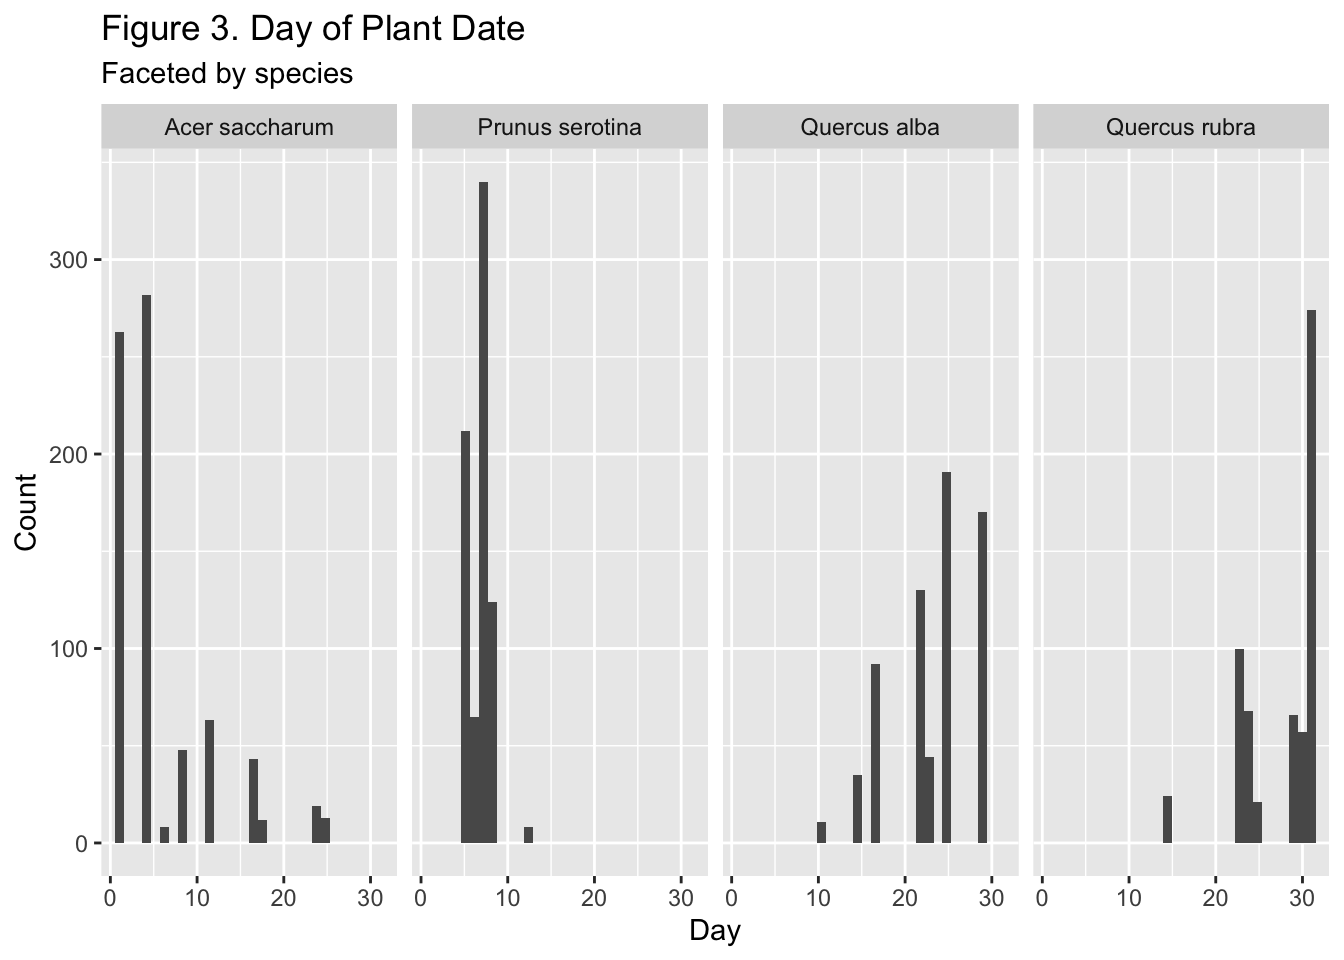 Figure 3. Day of Plant Date
Faceted by species
Acer saccharum
Prunus serotina
Quercus alba
Quercus rubra
300
200
100
0
Count
0 10 20 30
0 10 20 30
0 10 20 30
0 10 20 30
Day